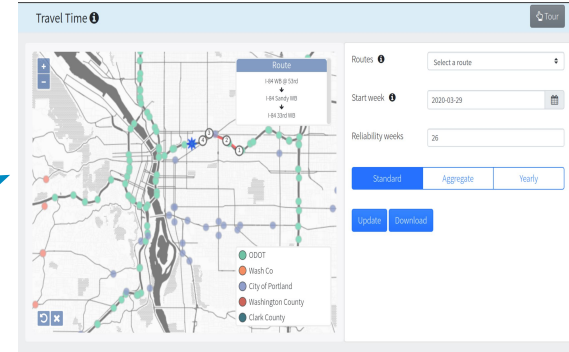 Travel Time
Tour
+
-
Route
I-84 WB @ 53rd
I-84 Sandy WB
I-84 33rd WB
ODOT
Wash Co
City of Portland
Washington County
Clark County
Routes
Select a route
Start week
2020-03-29
Reliability weeks
26
Standard Aggregate Yearly
Update Download